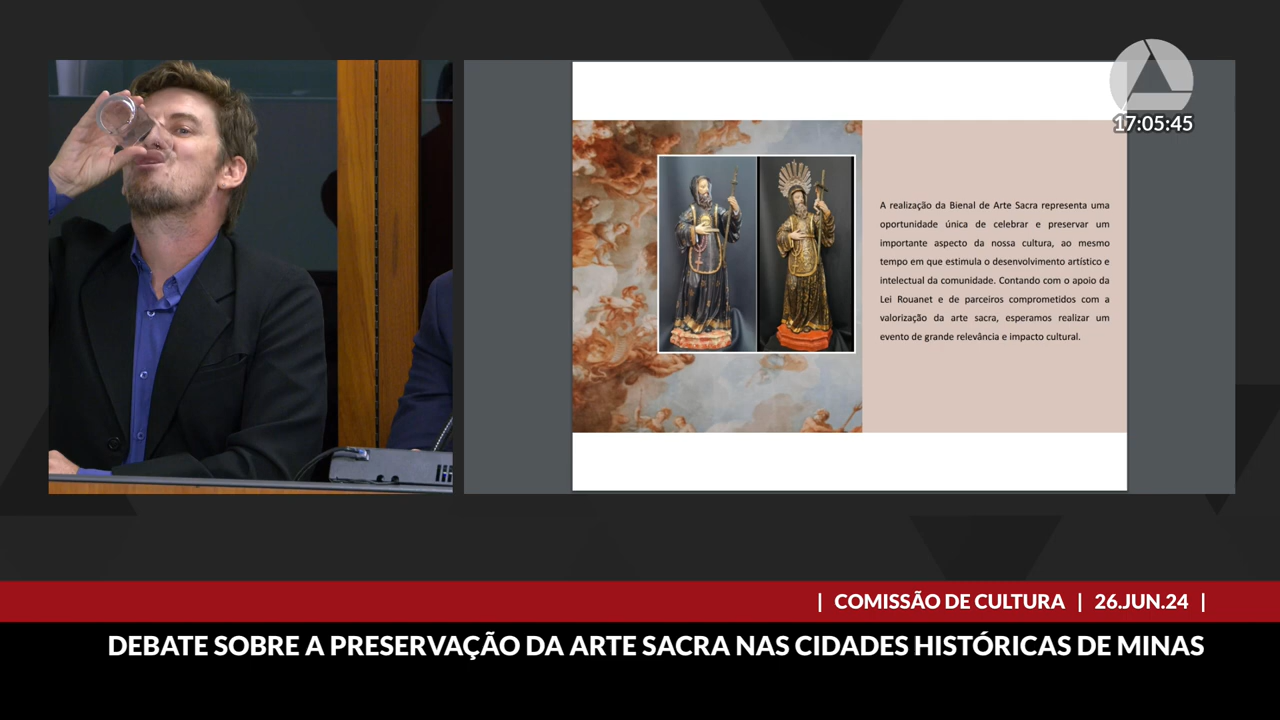 17:05:45
A realização da Bienal de Arte Sacra representa uma
oportunidade única de celebrar e preservar um
importante aspecto da nossa cultura, ao mesmo
tempo em que estimula o desenvolvimento artístico e
intelectual da comunidade. Contando com o apoio da
Lei Rouanet e de parceiros comprometidos com a
valorização da arte sacra, esperamos realizar um
evento de grande relevância e impacto cultural.
| COMISSÃO DE CULTURA | 26.JUN.24 |
DEBATE SOBRE A PRESERVAÇÃO DA ARTE SACRA NAS CIDADES HISTÓRICAS DE MINAS